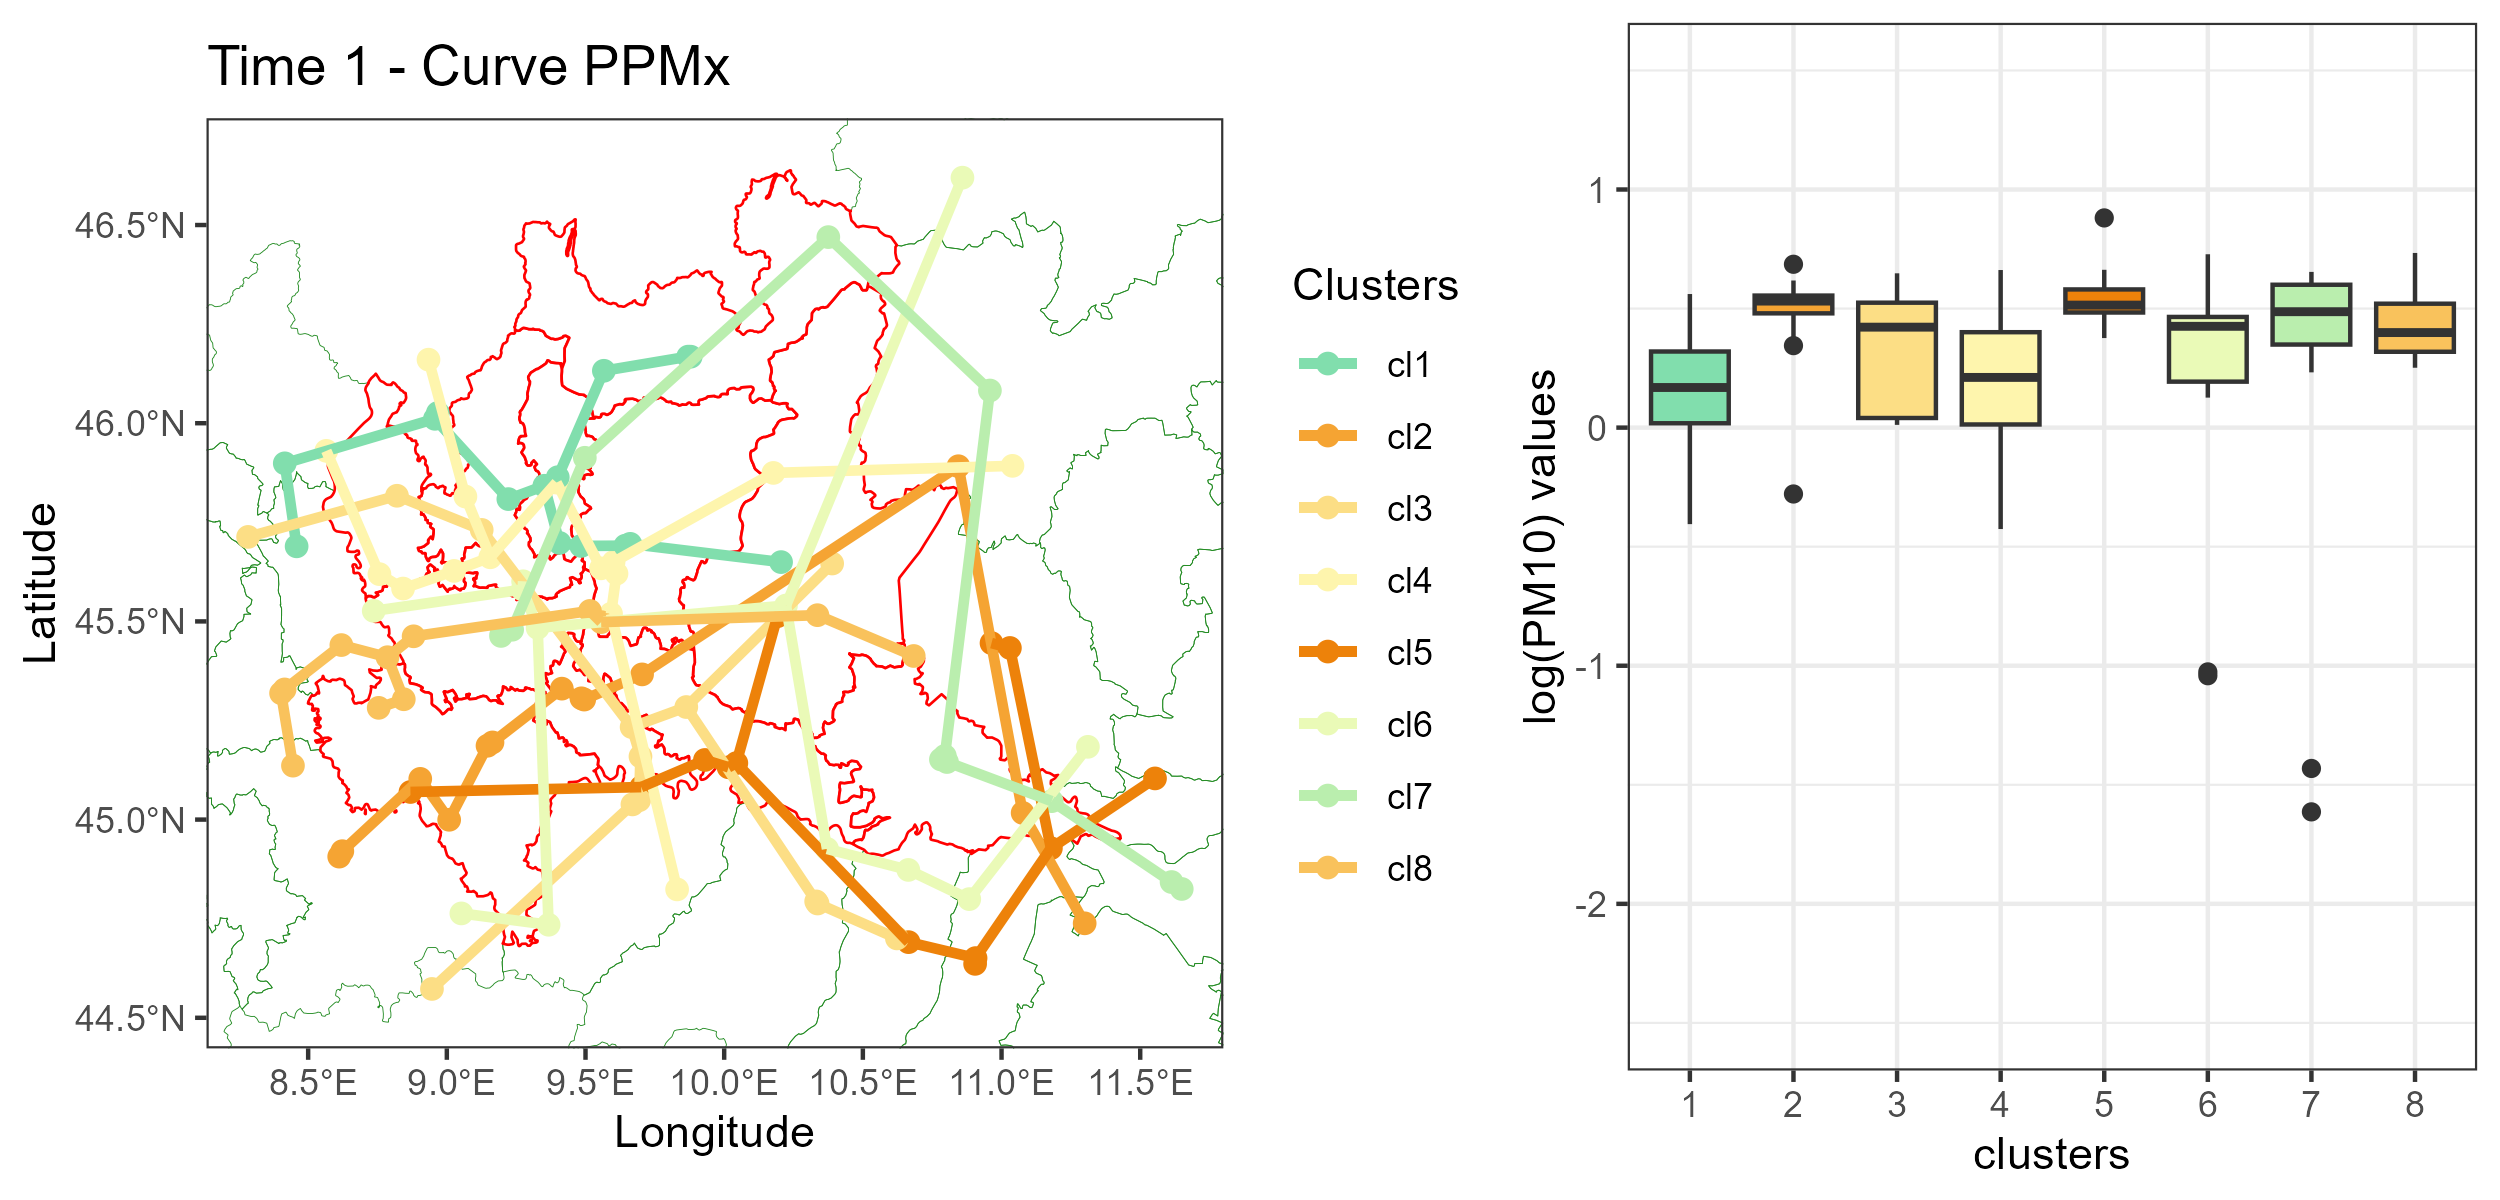 Time 1 - Curve PPMx
Latitude
46.5°N
46.0°N
45.5°N
45.0°N
44.5°N
8.5°E 9.0°E 9.5°E 10.0°E 10.5°E 11.0°E 11.5°E
Longitude
Clusters
cl1
cl2
cl3
cl4
cl5
cl6
cl7
cl8
log(PM10) values
1
0
-1
-2
1 2 3 4 5 6 7 8
clusters